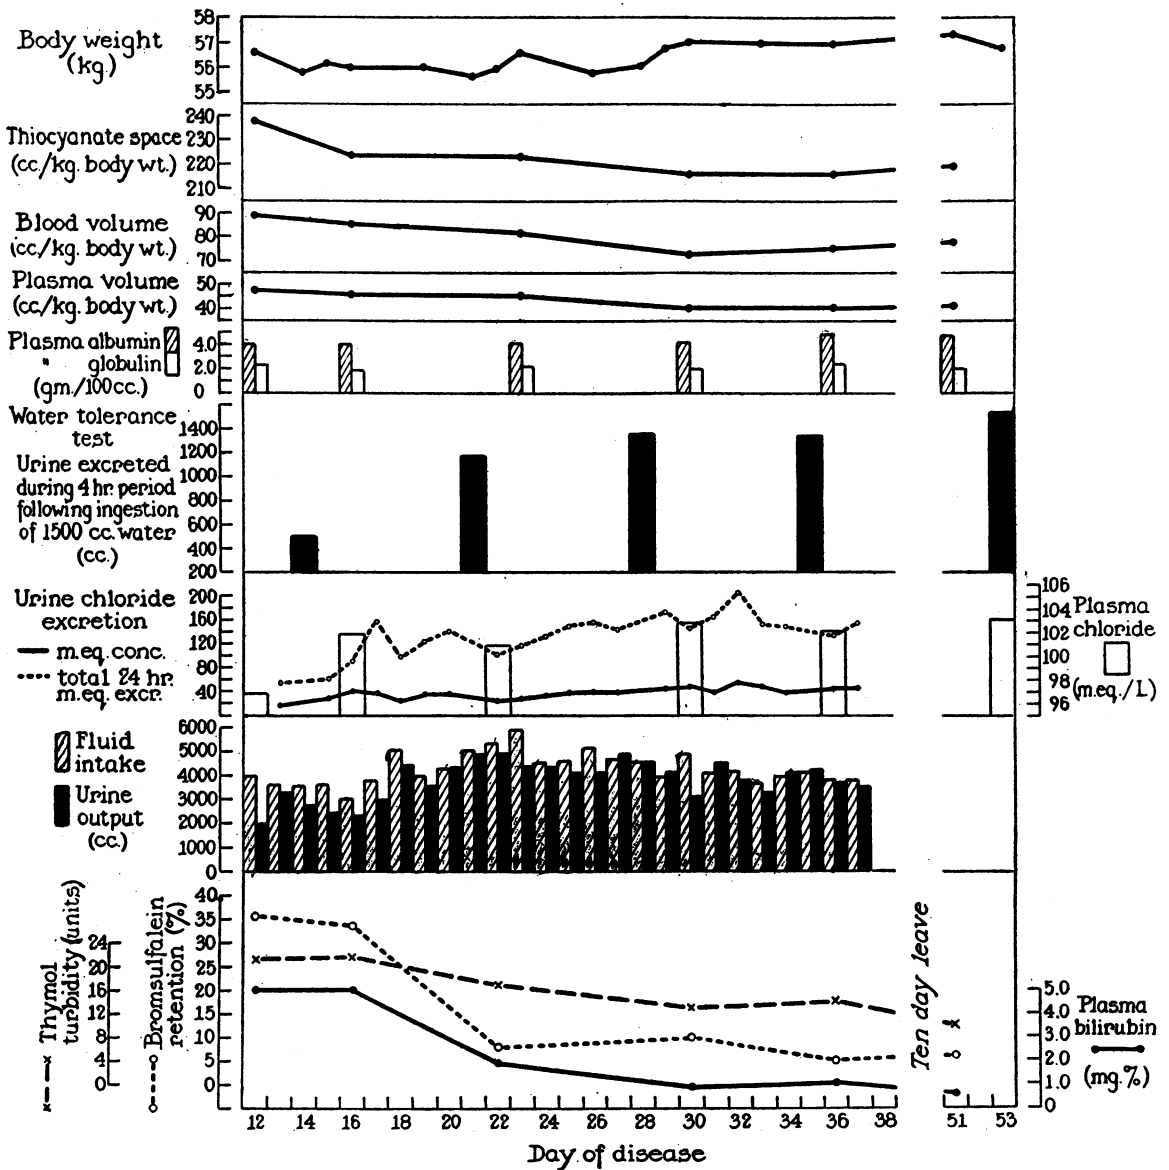 Body weight
(kg.)
58
57
56
55
Thiocyanate space
(cc./kg. body wt.)
240
230
220
210
Blood volume
(cc/kg. body wt.)
90
80
70
Plasma volume
(cc/kg. body wt.)
50
40
Plasma albumin
" globulin
(gm./100cc.)
4.0
2.0
0
Water tolerance
test
Urine excreted
during 4 hr. period
following ingestion
of 1500 cc. water
(cc.)
1400
1200
1000
800
600
400
200
Urine chloride
excretion
m.eq. conc.
total 24 hr.
m.eq. excr.
200
160
120
80
40
106
104
102
100
98
96
Plasma
chloride
(m.eq./L)
Fluid
intake
Urine
output
(cc.)
6000
5000
4000
3000
2000
1000
0
Thymol
turbidity (units)
24
20
16
12
8
4
0
Bromsulfalein
retention (%)
40
35
30
25
20
15
10
5
0
Ten day leave
5.0
4.0
3.0
2.0
1.0
0
Plasma
bilirubin
(mg.%)
12 14 16 18 20 22 24 26 28 30 32 34 36 38 51 53
Day of disease